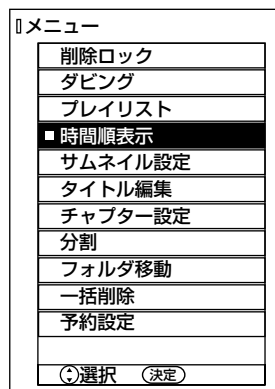 メニュー
削除ロック
ダビング
プレイリスト
時間順表示
サムネイル設定
タイトル編集
チャプター設定
分割
フォルダ移動
一括削除
予約設定
選択 決定